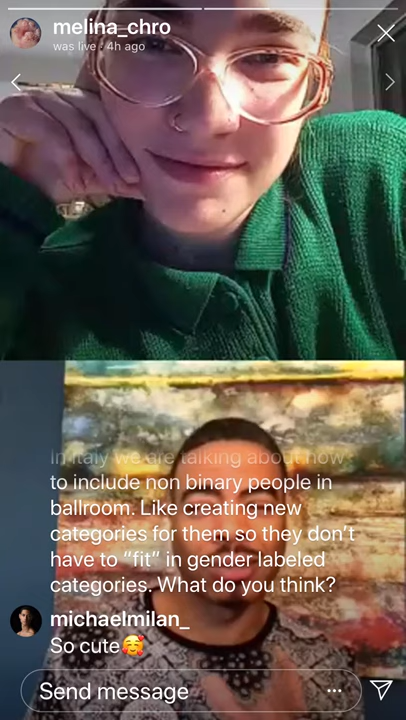 melina_chro
was live · 4h ago
In Italy we are talking about how
to include non binary people in
ballroom. Like creating new
categories for them so they don't
have to “fit” in gender labeled
categories. What do you think?
michaelmilan_
So cute🥰
Send message